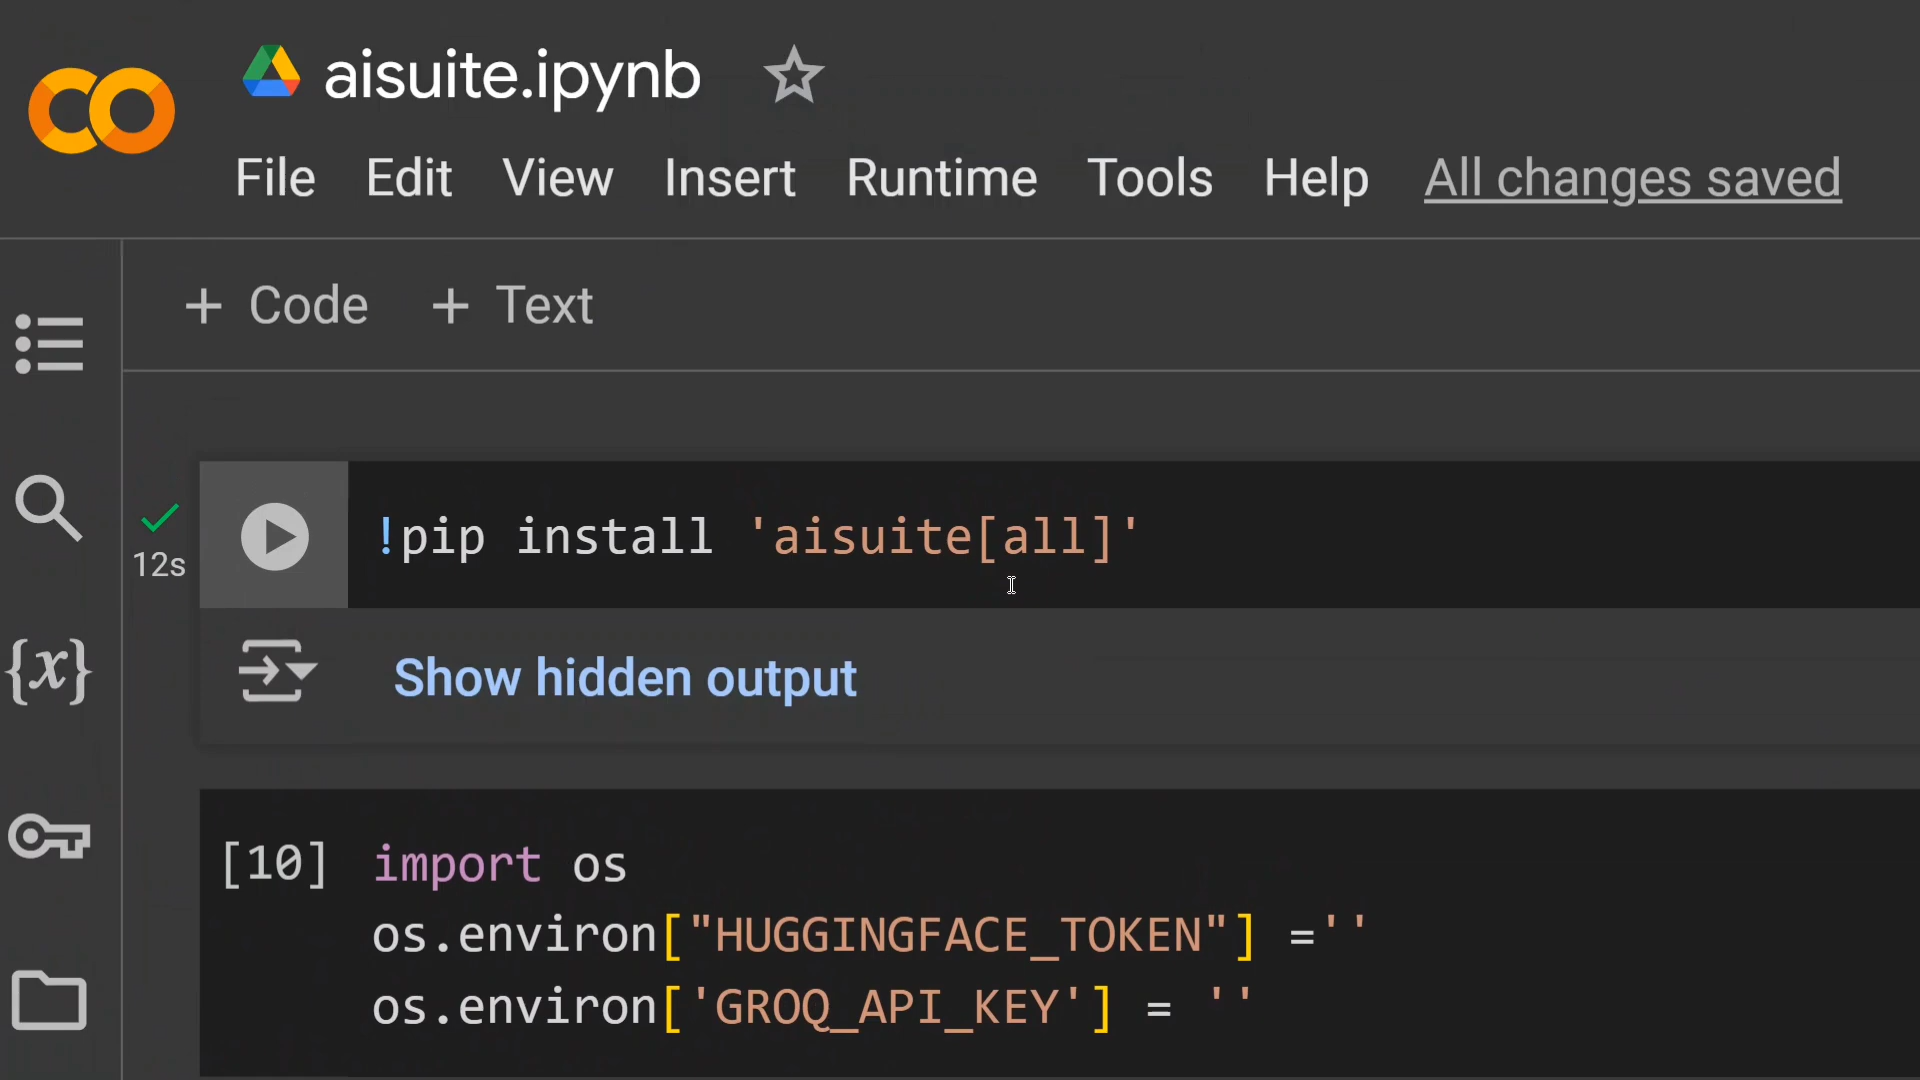 aisuite.ipynb
File Edit View Insert Runtime Tools Help All changes saved
+ Code + Text
!pip install 'aisuite[all]'
12s
{x}
Show hidden output
[10] import os
os.environ["HUGGINGFACE_TOKEN"] =''
os.environ['GROQ_API_KEY'] = ''